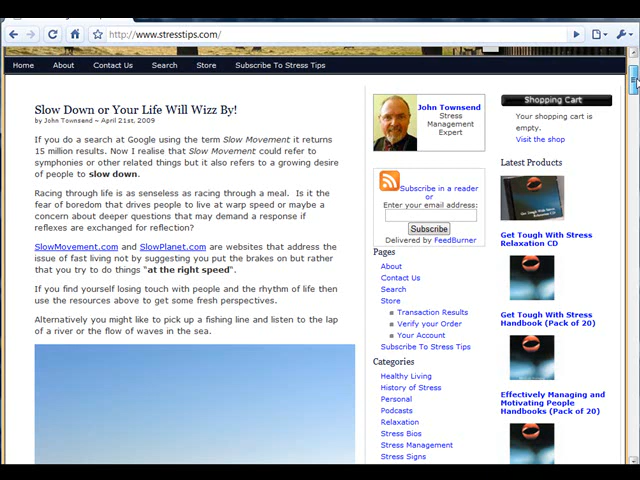 http://www.stresstips.com/
Home About Contact Us Search Store Subscribe To Stress Tips
Slow Down or Your Life Will Wizz By!
by John Townsend ~ April 21st, 2009
If you do a search at Google using the term Slow Movement it returns
15 million results. Now I realise that Slow Movement could refer to
symphonies or other related things but it also refers to a growing desire
of people to slow down.
Racing through life is as senseless as racing through a meal. Is it the
fear of boredom that drives people to live at warp speed or maybe a
concern about deeper questions that may demand a response if
reflexes are exchanged for reflection?
SlowMovement.com and SlowPlanet.com are websites that address the
issue of fast living not by suggesting you put the brakes on but rather
that you try to do things "at the right speed".
If you find yourself losing touch with people and the rhythm of life then
use the resources above to get some fresh perspectives.
Alternatively you might like to pick up a fishing line and listen to the lap
of a river or the flow of waves in the sea.
John Townsend
Stress
Management
Expert
Subscribe in a reader
or
Enter your email address:
Subscribe
Delivered by FeedBurner
Pages
About
Contact Us
Search
Store
Transaction Results
Verify your Order
Your Account
Subscribe To Stress Tips
Categories
Healthy Living
History of Stress
Personal
Podcasts
Relaxation
Stress Bios
Stress Management
Stress Signs
Shopping Cart
Your shopping cart is
empty.
Visit the shop
Latest Products
Get Tough With Stress
Relaxation CD
Get Tough With Stress
Handbook (Pack of 20)
Effectively Managing and
Motivating People
Handbooks (Pack of 20)